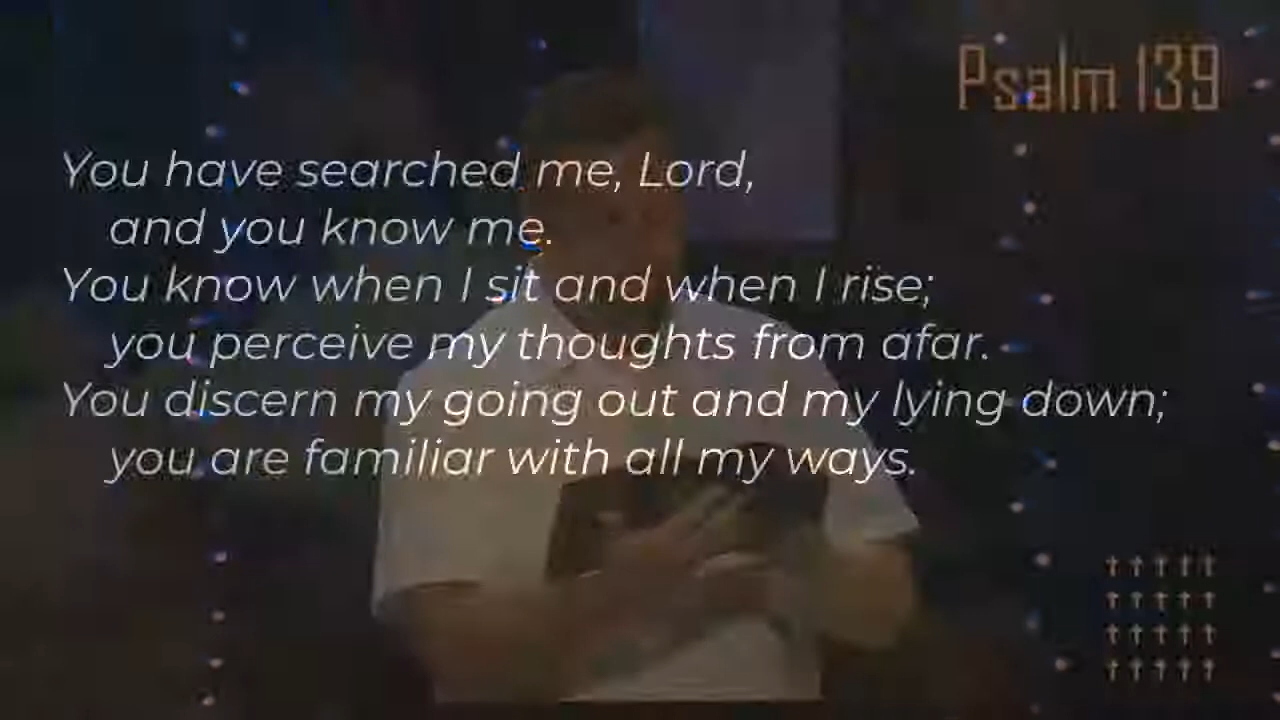 Psalm 139
You have searched me, Lord,
and you know me.
You know when I sit and when I rise;
you perceive my thoughts from afar.
You discern my going out and my lying down;
you are familiar with all my ways.